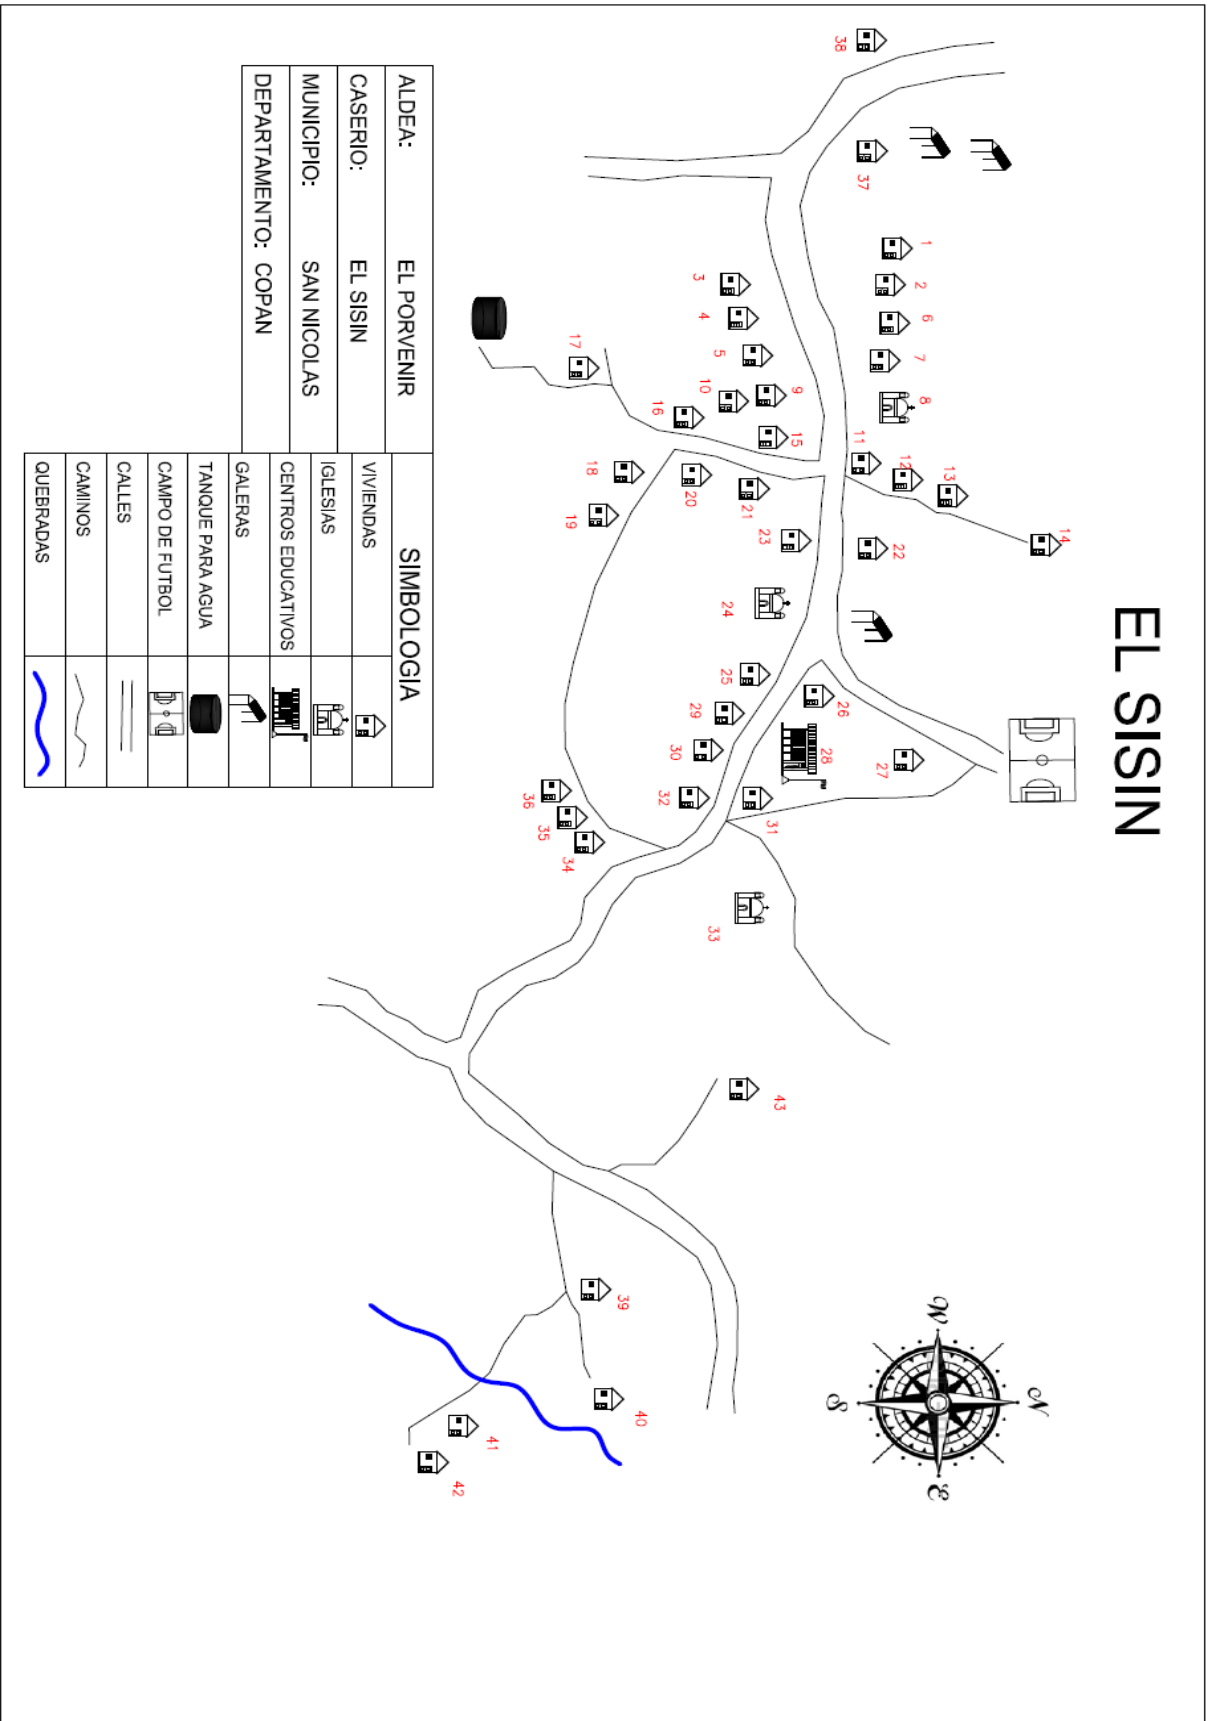 EL SISIN
38
37
1
2
6
7
8
3
4
5
9
10
17
16
15
11
12
13
14
18
19
20
21
23
22
24
25
29
30
32
26
28
27
31
36
35
34
33
43
39
40
41
42
N
W
E
S
ALDEA: EL PORVENIR
CASERIO: EL SISIN
MUNICIPIO: SAN NICOLAS
DEPARTAMENTO: COPAN
SIMBOLOGIA
VIVIENDAS
IGLESIAS
CENTROS EDUCATIVOS
GALERAS
TANQUE PARA AGUA
CAMPO DE FUTBOL
CALLES
CAMINOS
QUEBRADAS